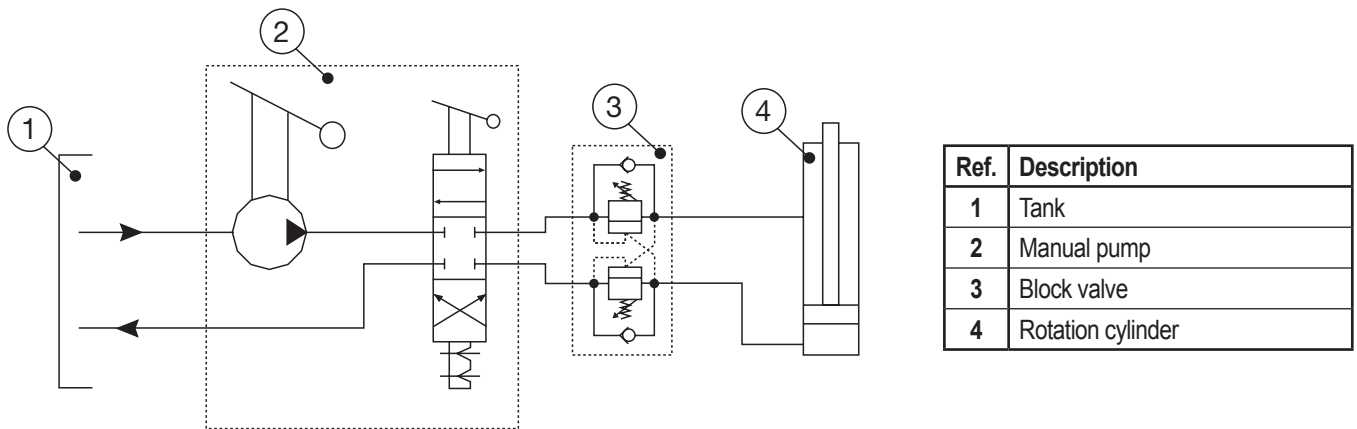 2
3
4
1
Ref. Description
1 Tank
2 Manual pump
3 Block valve
4 Rotation cylinder